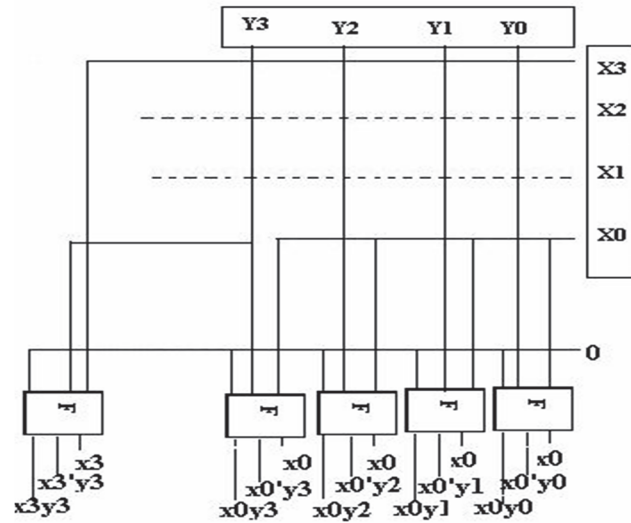 Y3 Y2 Y1 Y0
X3
X2
X1
X0
0
F F F F F
x3 x0 x0 x0 x0
x3'y3 x0'y3 x0'y2 x0'y1 x0'y0
x3y3 x0y3 x0y2 x0y1 x0y0